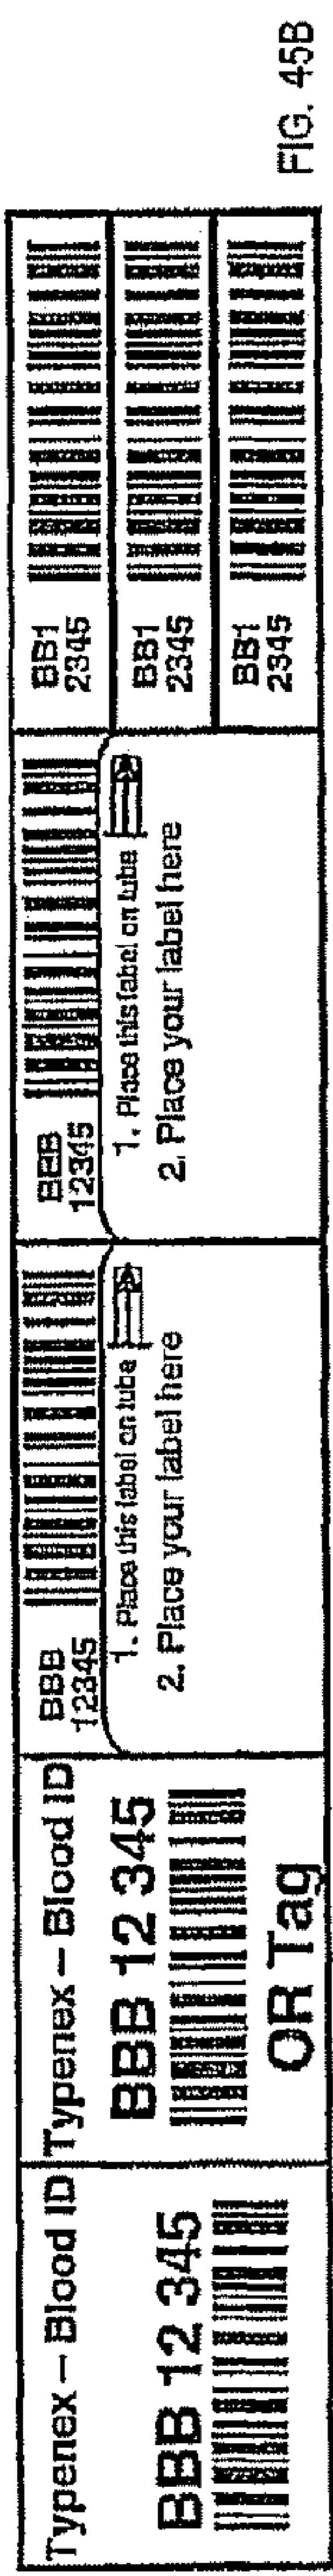 Typenex – Blood ID
BBB 12 345
Typenex – Blood ID
BBB 12 345
OR Tag
BBB
12345
1. Place this label on tube
2. Place your label here
BBB
12345
1. Place this label on tube
2. Place your label here
BB1
2345
BB1
2345
BB1
2345
FIG. 45B